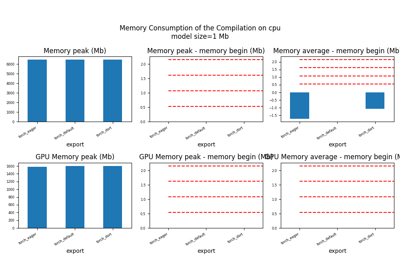 Memory Consumption of the Compilation on cpu
model size=1 Mb
Memory peak (Mb)
Memory peak - memory begin (Mb)
Memory average - memory begin (Mb)
6000
5000
4000
3000
2000
1000
0
2.0
1.5
1.0
0.5
0.0
2.0
1.5
1.0
0.5
0.0
-0.5
-1.0
-1.5
torch_eager
torch_default
torch_dort
torch_eager
torch_default
torch_dort
torch_eager
torch_default
torch_dort
export
export
export
GPU Memory peak (Mb)
GPU Memory peak - memory begin (Mb)
GPU Memory average - memory begin (M
1600
1400
1200
1000
800
600
400
200
0
2.0
1.5
1.0
0.5
0.0
2.0
1.5
1.0
0.5
0.0
torch_eager
torch_default
torch_dort
torch_eager
torch_default
torch_dort
torch_eager
torch_default
torch_dort
export
export
export